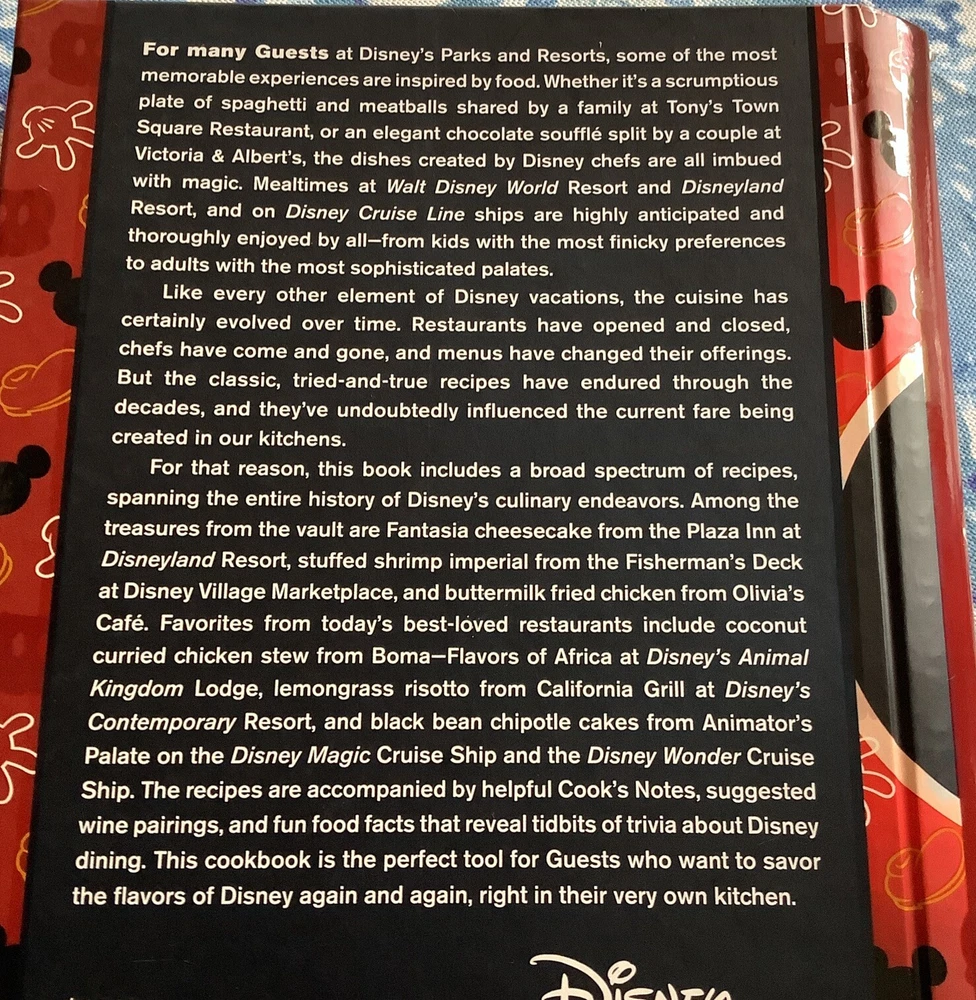 For many Guests at Disney's Parks and Resorts, some of the most
memorable experiences are inspired by food. Whether it's a scrumptious
plate of spaghetti and meatballs shared by a family at Tony's Town
Square Restaurant, or an elegant chocolate soufflé split by a couple at
Victoria & Albert's, the dishes created by Disney chefs are all imbued
with magic. Mealtimes at Walt Disney World Resort and Disneyland
Resort, and on Disney Cruise Line ships are highly anticipated and
thoroughly enjoyed by all—from kids with the most finicky preferences
to adults with the most sophisticated palates.
Like every other element of Disney vacations, the cuisine has
certainly evolved over time. Restaurants have opened and closed,
chefs have come and gone, and menus have changed their offerings.
But the classic, tried-and-true recipes have endured through the
decades, and they've undoubtedly influenced the current fare being
created in our kitchens.
For that reason, this book includes a broad spectrum of recipes,
spanning the entire history of Disney's culinary endeavors. Among the
treasures from the vault are Fantasia cheesecake from the Plaza Inn at
Disneyland Resort, stuffed shrimp imperial from the Fisherman's Deck
at Disney Village Marketplace, and buttermilk fried chicken from Olivia's
Café. Favorites from today's best-loved restaurants include coconut
curried chicken stew from Boma—Flavors of Africa at Disney's Animal
Kingdom Lodge, lemongrass risotto from California Grill at Disney's
Contemporary Resort, and black bean chipotle cakes from Animator's
Palate on the Disney Magic Cruise Ship and the Disney Wonder Cruise
Ship. The recipes are accompanied by helpful Cook's Notes, suggested
wine pairings, and fun food facts that reveal tidbits of trivia about Disney
dining. This cookbook is the perfect tool for Guests who want to savor
the flavors of Disney again and again, right in their very own kitchen.
Disney